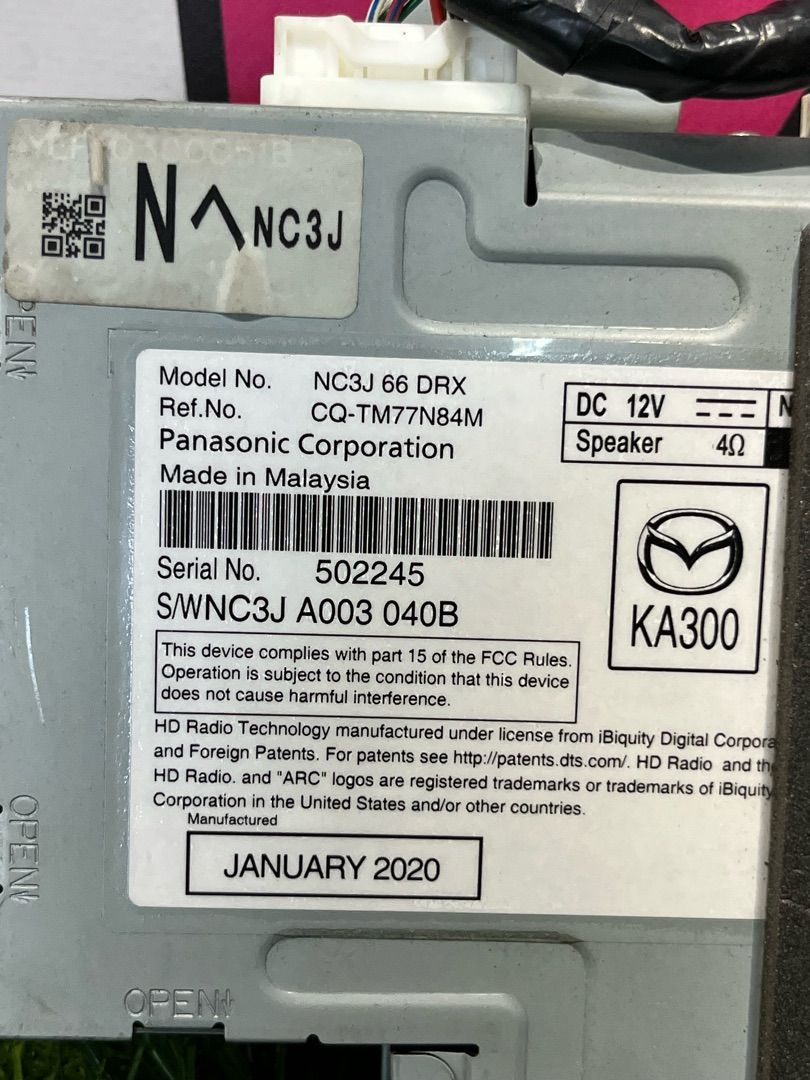 N へ NC3J
Model No. NC3J 66 DRX
Ref.No. CQ-TM77N84M
Panasonic Corporation
Made in Malaysia
DC 12V
Speaker 4Ω
Serial No. 502245
S/WNC3J A003 040B
KA300
This device complies with part 15 of the FCC Rules.
Operation is subject to the condition that this device
does not cause harmful interference.
HD Radio Technology manufactured under license from iBiquity Digital Corpora
and Foreign Patents. For patents see http://patents.dts.com/. HD Radio and th
HD Radio. and "ARC" logos are registered trademarks or trademarks of iBiquity
Corporation in the United States and/or other countries.
Manufactured
JANUARY 2020
OPEN
OPEN
OPEN